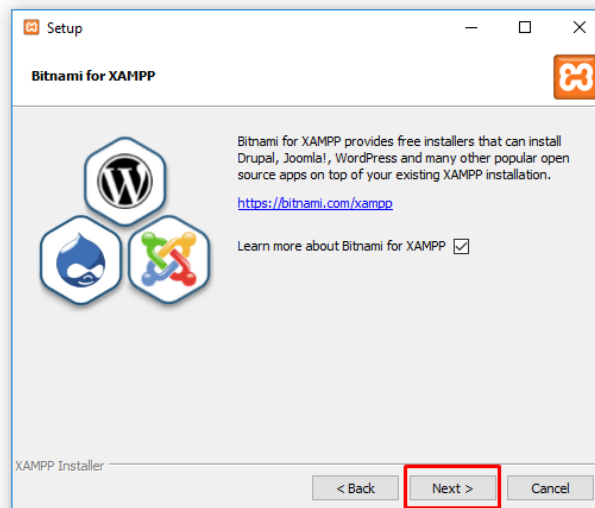 Setup
Bitnami for XAMPP
Bitnami for XAMPP provides free installers that can install
Drupal, Joomla!, WordPress and many other popular open
source apps on top of your existing XAMPP installation.
https://bitnami.com/xampp
Learn more about Bitnami for XAMPP
XAMPP Installer
< Back
Next >
Cancel